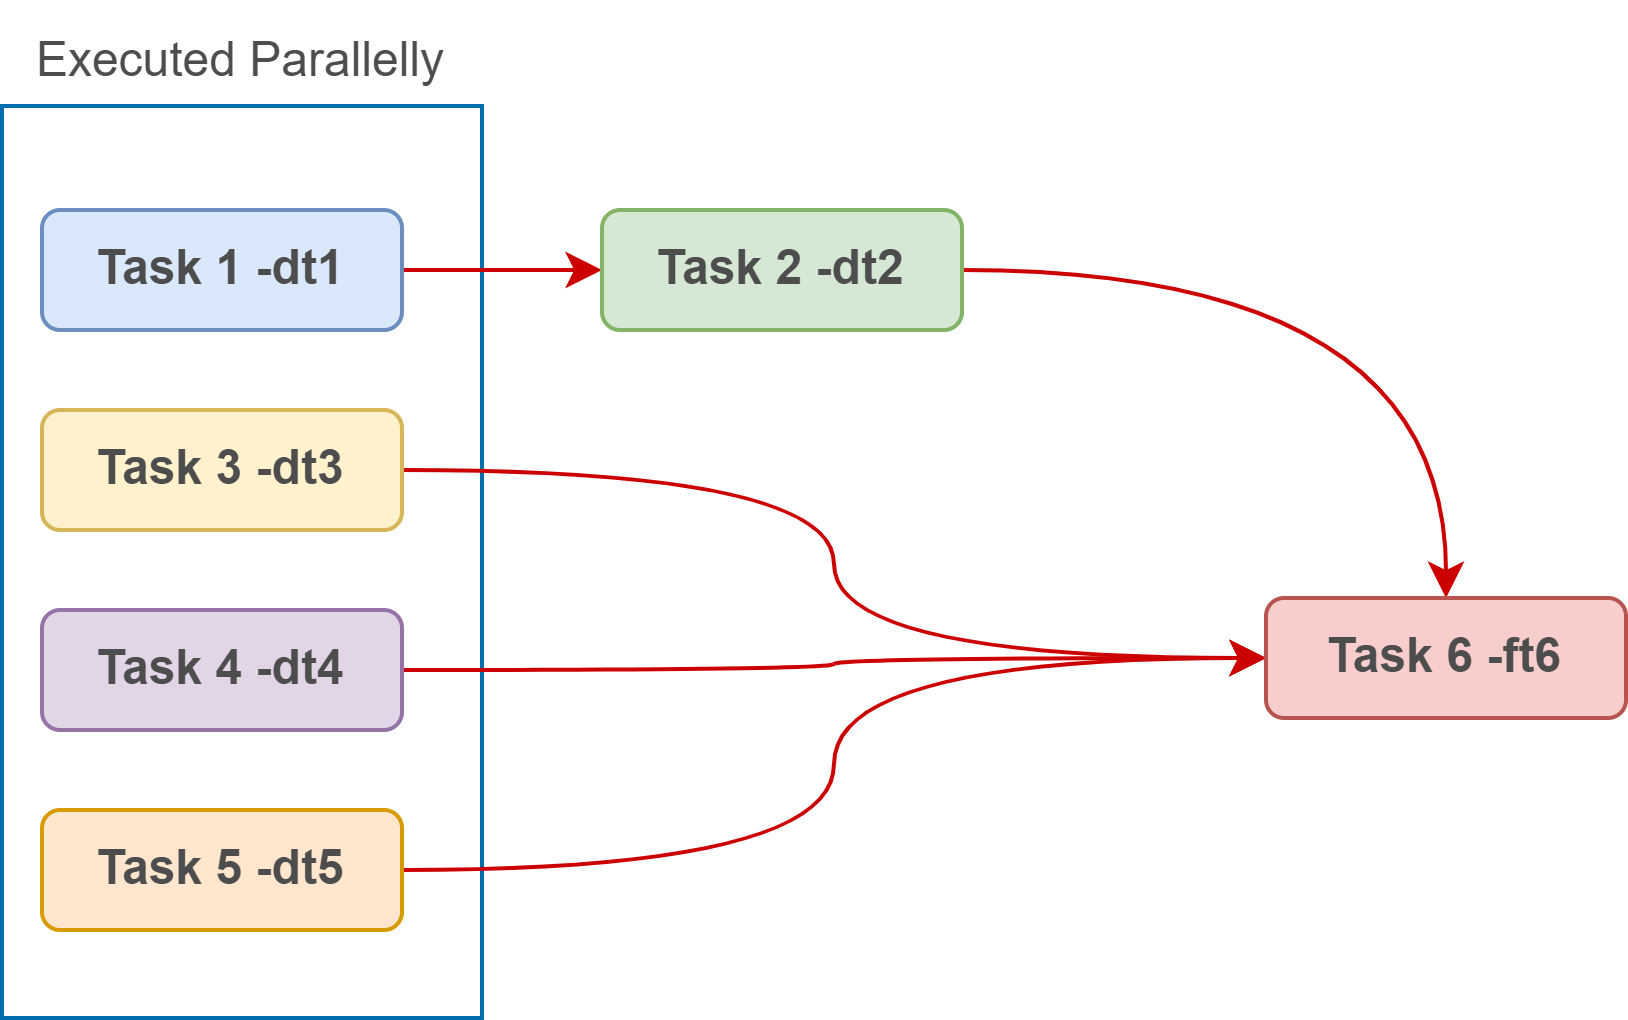 Executed Parallelly
Task 1 -dt1
Task 2 -dt2
Task 3 -dt3
Task 4 -dt4
Task 6 -ft6
Task 5 -dt5